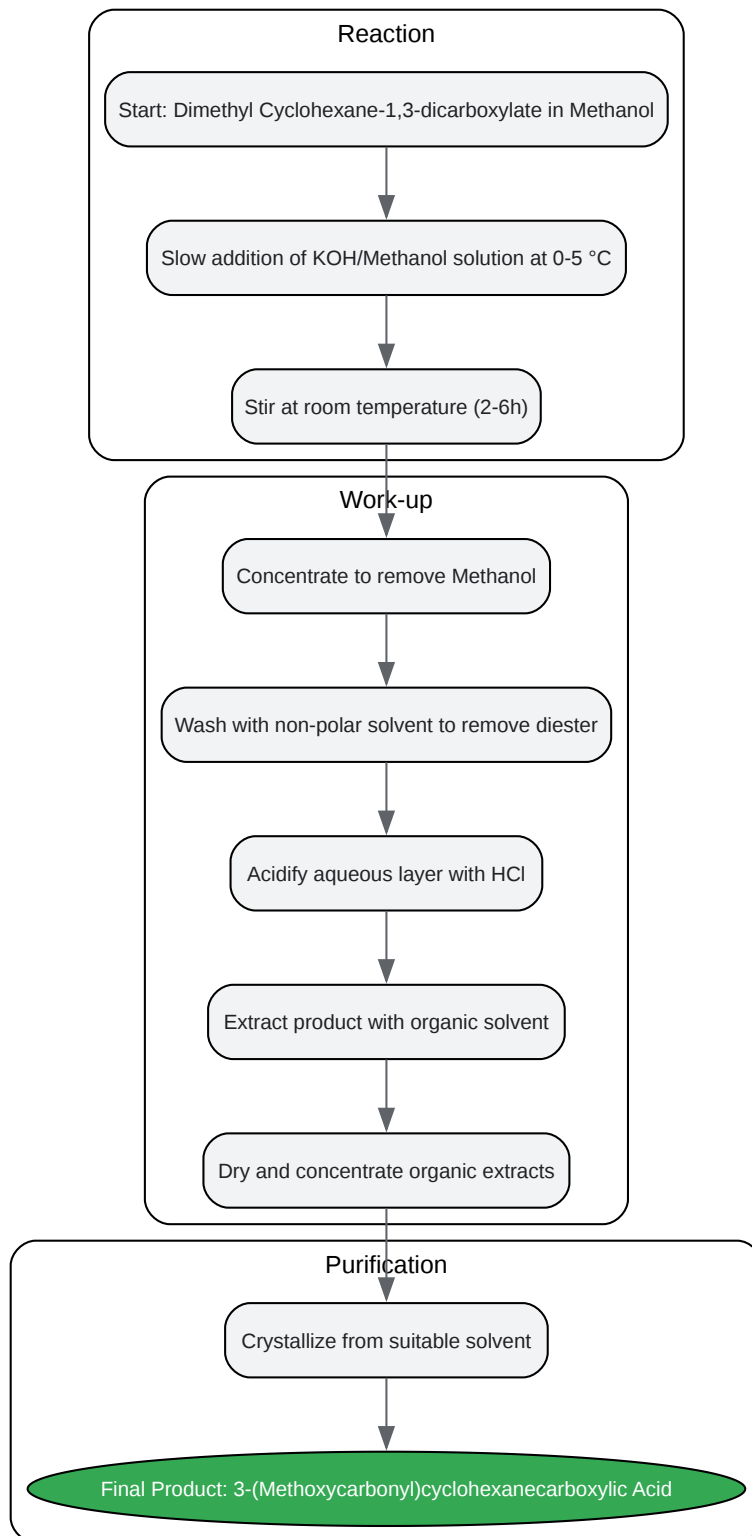 Reaction
Start: Dimethyl Cyclohexane-1,3-dicarboxylate in Methanol
Slow addition of KOH/Methanol solution at 0-5 °C
Stir at room temperature (2-6h)
Work-up
Concentrate to remove Methanol
Wash with non-polar solvent to remove diester
Acidify aqueous layer with HCl
Extract product with organic solvent
Dry and concentrate organic extracts
Purification
Crystallize from suitable solvent
Final Product: 3-(Methoxycarbonyl)cyclohexanecarboxylic Acid